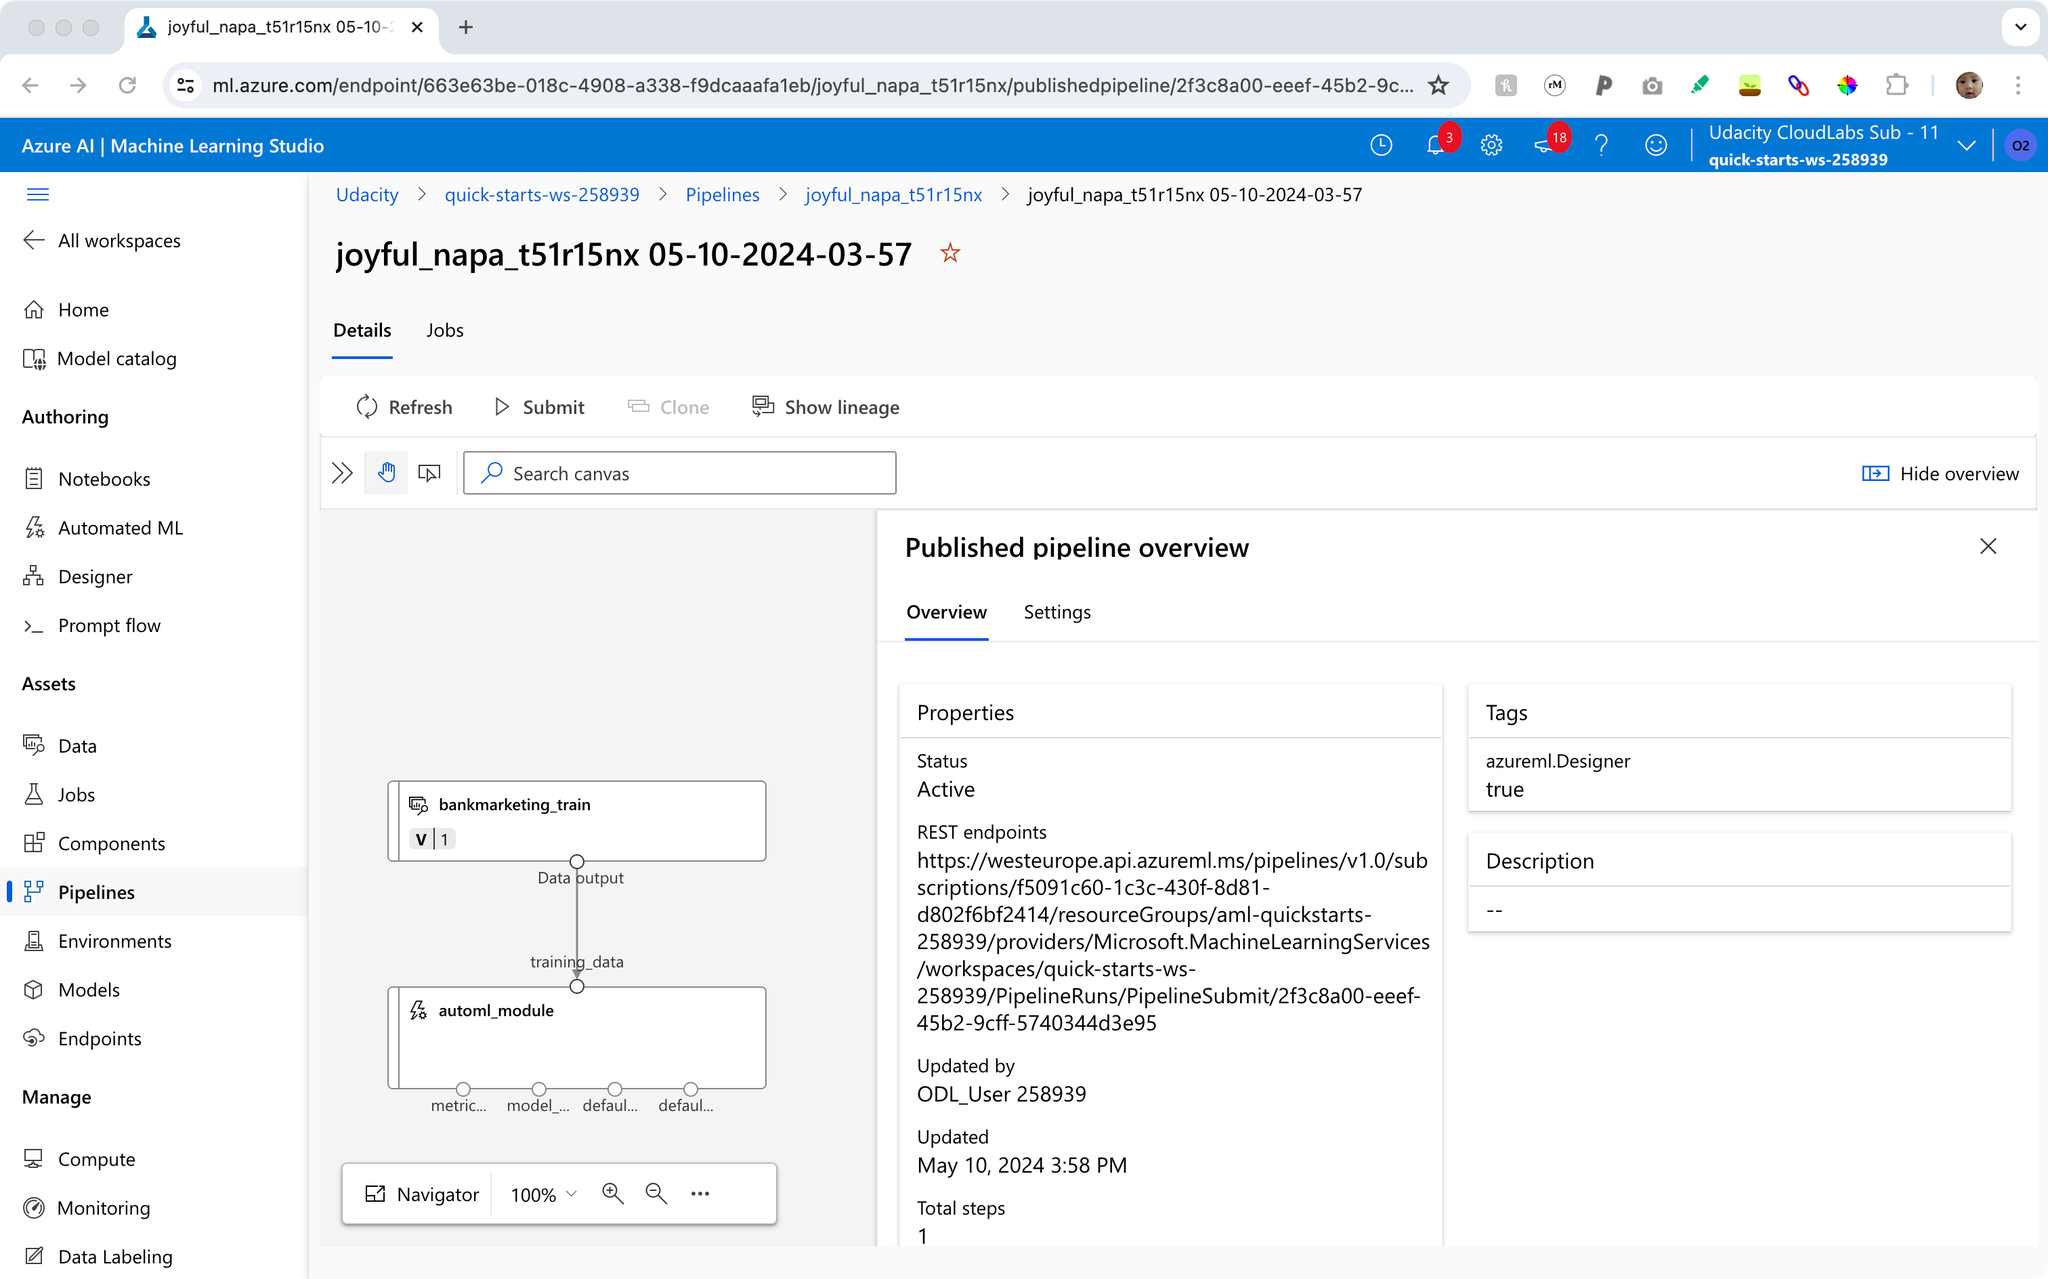 joyful_napa_t51r15nx 05-10-2
ml.azure.com/endpoint/663e63be-018c-4908-a338-f9dcaaafa1eb/joyful_napa_t51r15nx/publishedpipeline/2f3c8a00-eeef-45b2-9c...
rM
Azure AI | Machine Learning Studio
3
18
Udacity CloudLabs Sub - 11
quick-starts-ws-258939
O2
Udacity > quick-starts-ws-258939 > Pipelines > joyful_napa_t51r15nx > joyful_napa_t51r15nx 05-10-2024-03-57
All workspaces
Home
Model catalog
Authoring
Notebooks
Automated ML
Designer
Prompt flow
Assets
Data
Jobs
Components
Pipelines
Environments
Models
Endpoints
Manage
Compute
Monitoring
Data Labeling
joyful_napa_t51r15nx 05-10-2024-03-57
Details Jobs
Refresh Submit Clone Show lineage
Search canvas
Hide overview
bankmarketing_train
V | 1
Data output
training_data
automl_module
metric... model_... defaul... defaul...
Navigator 100%
Published pipeline overview
Overview Settings
Properties
Status
Active
REST endpoints
https://westeurope.api.azureml.ms/pipelines/v1.0/sub
scriptions/f5091c60-1c3c-430f-8d81-
d802f6bf2414/resourceGroups/aml-quickstarts-
258939/providers/Microsoft.MachineLearningServices
/workspaces/quick-starts-ws-
258939/PipelineRuns/PipelineSubmit/2f3c8a00-eeef-
45b2-9cff-5740344d3e95
Updated by
ODL_User 258939
Updated
May 10, 2024 3:58 PM
Total steps
1
Tags
azureml.Designer
true
Description
--